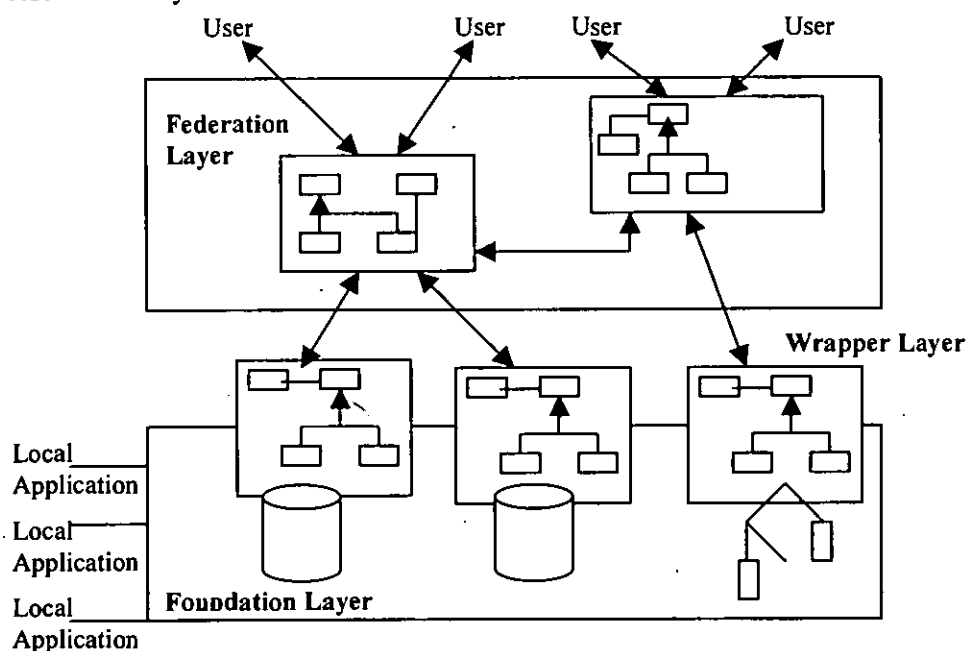 User User User User
Federation
Layer
Wrapper Layer
Local
Application
Local
Application
Foundation Layer
Local
Application